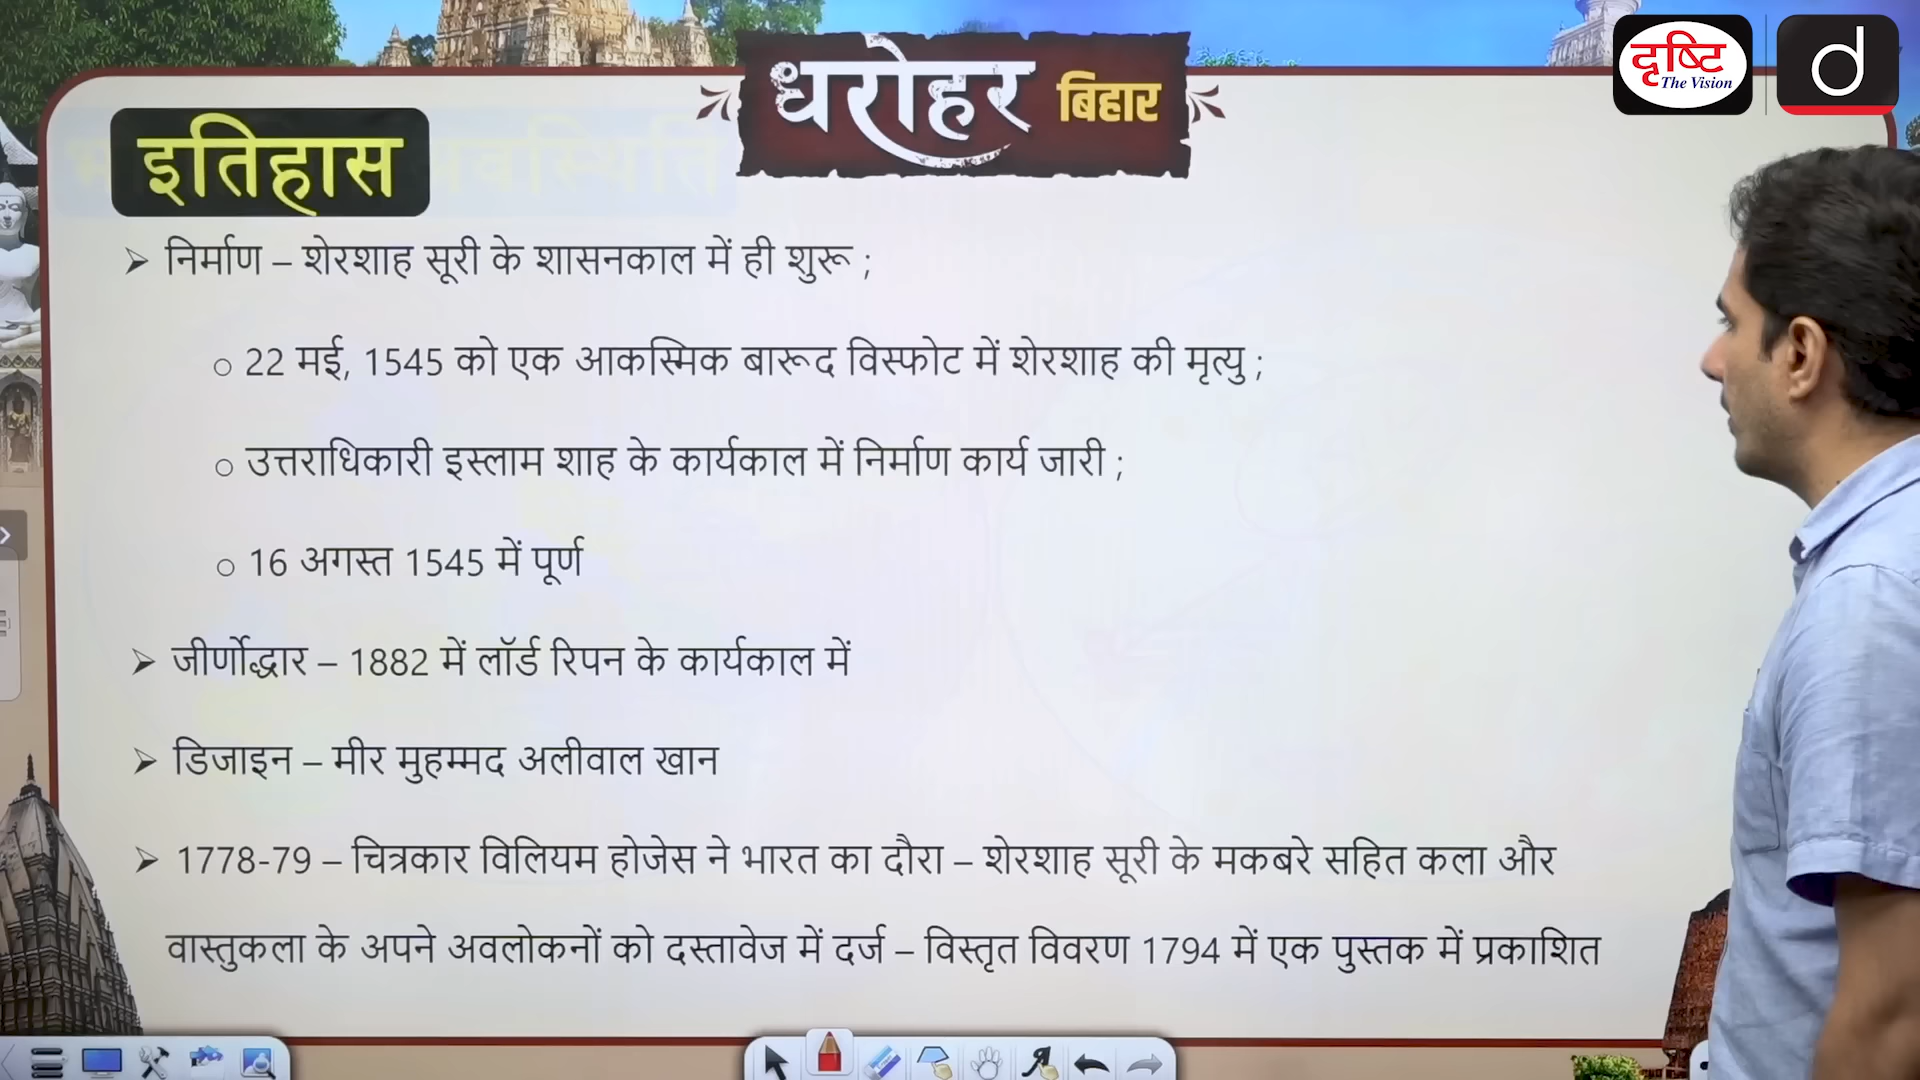 धरोहर बिहार
दृष्टि
The Vision
d
इतिहास
➢ निर्माण – शेरशाह सूरी के शासनकाल में ही शुरू ;
o 22 मई, 1545 को एक आकस्मिक बारूद विस्फोट में शेरशाह की मृत्यु ;
o उत्तराधिकारी इस्लाम शाह के कार्यकाल में निर्माण कार्य जारी ;
o 16 अगस्त 1545 में पूर्ण
➢ जीर्णोद्धार – 1882 में लॉर्ड रिपन के कार्यकाल में
➢ डिजाइन – मीर मुहम्मद अलीवाल खान
➢ 1778-79 – चित्रकार विलियम होजेस ने भारत का दौरा – शेरशाह सूरी के मकबरे सहित कला और
वास्तुकला के अपने अवलोकनों को दस्तावेज में दर्ज – विस्तृत विवरण 1794 में एक पुस्तक में प्रकाशित